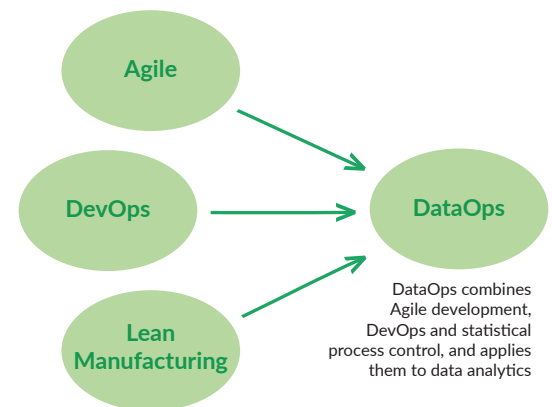 Agile
DevOps
DataOps
Lean
Manufacturing
DataOps combines
Agile development,
DevOps and statistical
process control, and applies
them to data analytics